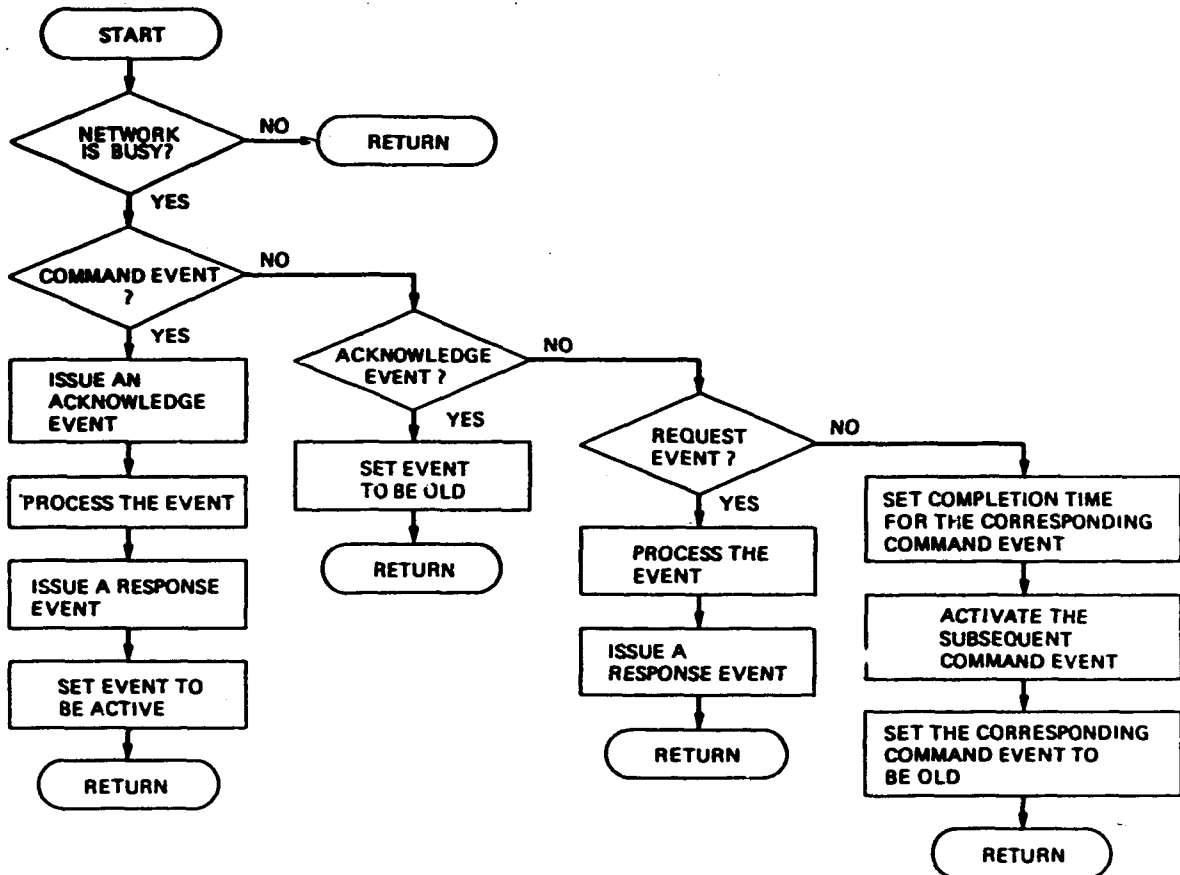 START
NETWORK
IS BUSY?
NO
RETURN
YES
COMMAND EVENT
?
NO
YES
ISSUE AN
ACKNOWLEDGE
EVENT
PROCESS THE EVENT
ISSUE A RESPONSE
EVENT
SET EVENT TO
BE ACTIVE
RETURN
ACKNOWLEDGE
EVENT ?
NO
YES
SET EVENT
TO BE OLD
RETURN
REQUEST
EVENT ?
NO
YES
PROCESS THE
EVENT
ISSUE A
RESPONSE EVENT
RETURN
SET COMPLETION TIME
FOR THE CORRESPONDING
COMMAND EVENT
ACTIVATE THE
SUBSEQUENT
COMMAND EVENT
SET THE CORRESPONDING
COMMAND EVENT TO
BE OLD
RETURN